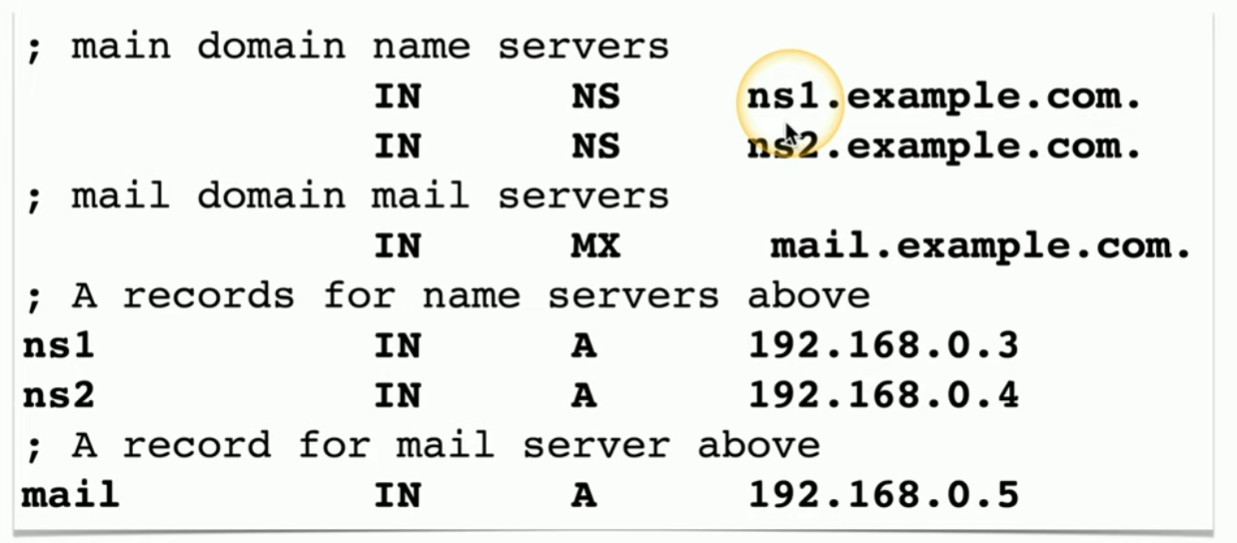 ; main domain name servers
IN NS ns1.example.com.
IN NS ns2.example.com.
; mail domain mail servers
IN MX mail.example.com.
; A records for name servers above
ns1 IN A 192.168.0.3
ns2 IN A 192.168.0.4
; A record for mail server above
mail IN A 192.168.0.5